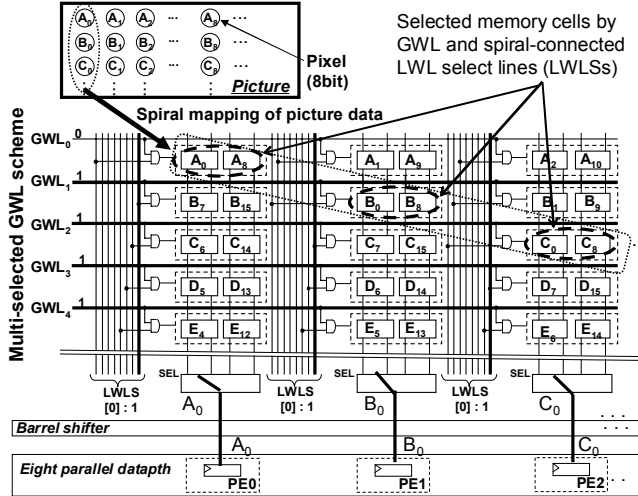 A0 A1 A2 ... A8 ...
B0 B1 B2 ... B8 ...
C0 C1 C2 ... C8 ...
Picture
Pixel
(8bit)
Selected memory cells by
GWL and spiral-connected
LWL select lines (LWLSs)
Spiral mapping of picture data
Multi-selected GWL scheme
GWL0 0
A0 A8 A1 A9 A2 A10
GWL1 1
B7 B15 B0 B8 B1 B9
GWL2 1
C6 C14 C7 C15 C0 C8
GWL3 1
D5 D13 D6 D14 D7 D15
GWL4 1
E4 E12 E5 E13 E6 E14
SEL SEL SEL
LWLS LWLS LWLS
[0] : 1 [0] : 1 [0] : 1
A0 B0 C0
Barrel shifter
A0 B0 C0
Eight parallel datapth
PE0 PE1 PE2